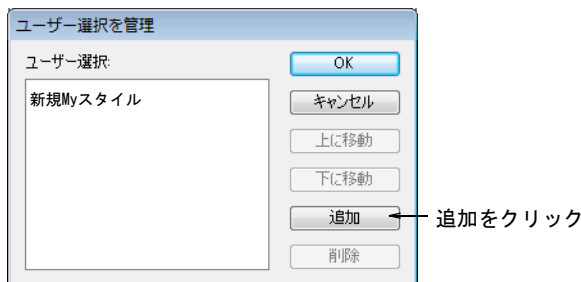 ユーザー選択を管理
ユーザー選択:
OK
新規Myスタイル
キャンセル
上に移動
下に移動
追加
追加をクリック
削除